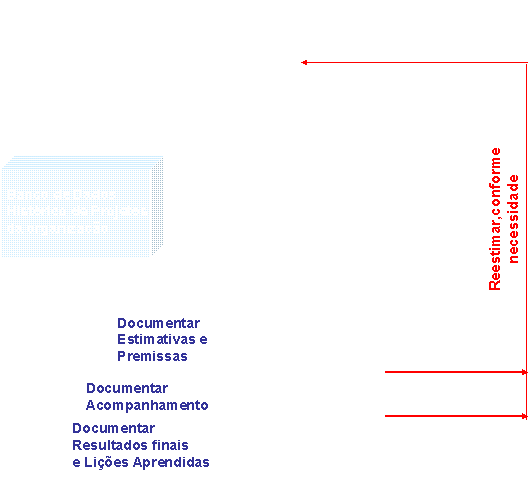 Banco de Dados
Histórico de Projetos
da organização
Reestimar,conforme
necessidade
Documentar
Estimativas e
Premissas
Documentar
Acompanhamento
Documentar
Resultados finais
e Lições Aprendidas